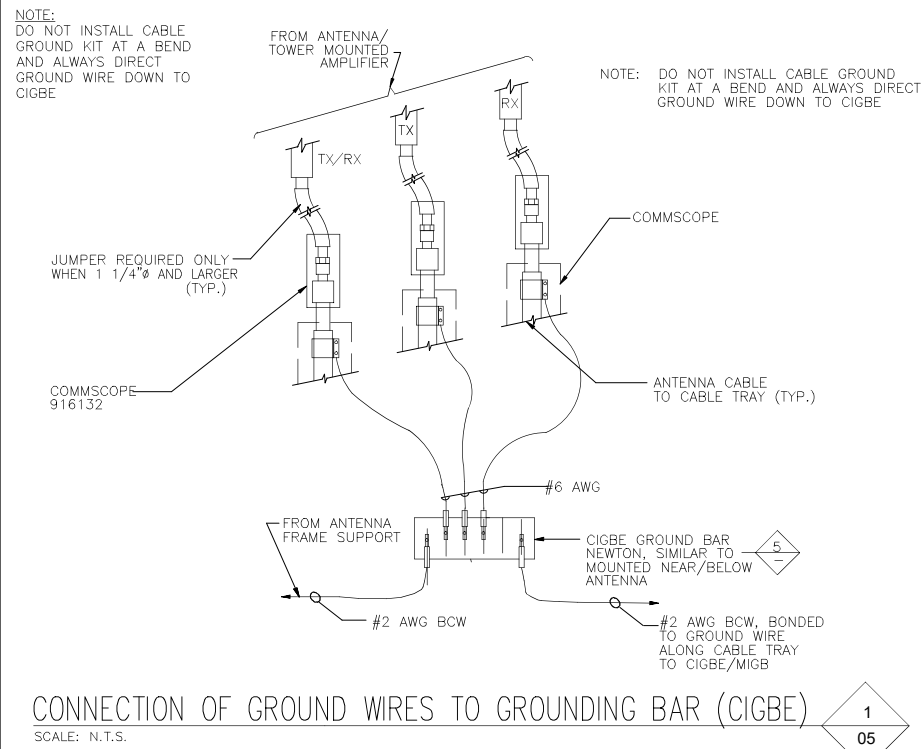 NOTE:
DO NOT INSTALL CABLE
GROUND KIT AT A BEND
AND ALWAYS DIRECT
GROUND WIRE DOWN TO
CIGBE
FROM ANTENNA/
TOWER MOUNTED
AMPLIFIER
NOTE: DO NOT INSTALL CABLE GROUND
KIT AT A BEND AND ALWAYS DIRECT
GROUND WIRE DOWN TO CIGBE
RX
TX
TX/RX
COMMSCOPE
JUMPER REQUIRED ONLY
WHEN 1 1/4"ø AND LARGER
(TYP.)
COMMSCOPE
916132
ANTENNA CABLE
TO CABLE TRAY (TYP.)
#6 AWG
FROM ANTENNA
FRAME SUPPORT
CIGBE GROUND BAR
NEWTON, SIMILAR TO
MOUNTED NEAR/BELOW
ANTENNA
5
–
#2 AWG BCW
#2 AWG BCW, BONDED
TO GROUND WIRE
ALONG CABLE TRAY
TO CIGBE/MIGB
CONNECTION OF GROUND WIRES TO GROUNDING BAR (CIGBE)
SCALE: N.T.S.
1
05